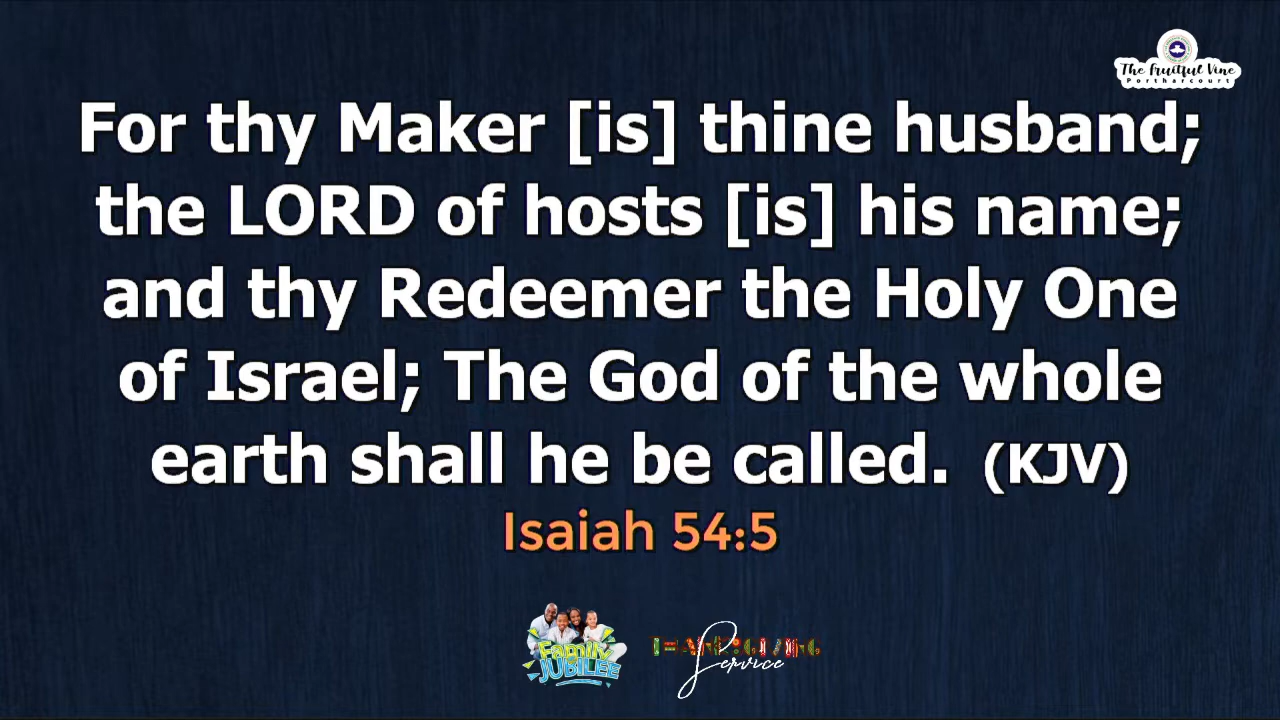 The fruitful Vine
Portharcourt
For thy Maker [is] thine husband;
the LORD of hosts [is] his name;
and thy Redeemer the Holy One
of Israel; The God of the whole
earth shall he be called. (KJV)
Isaiah 54:5
Family
JUBILEE
THANKSGIVING
Service